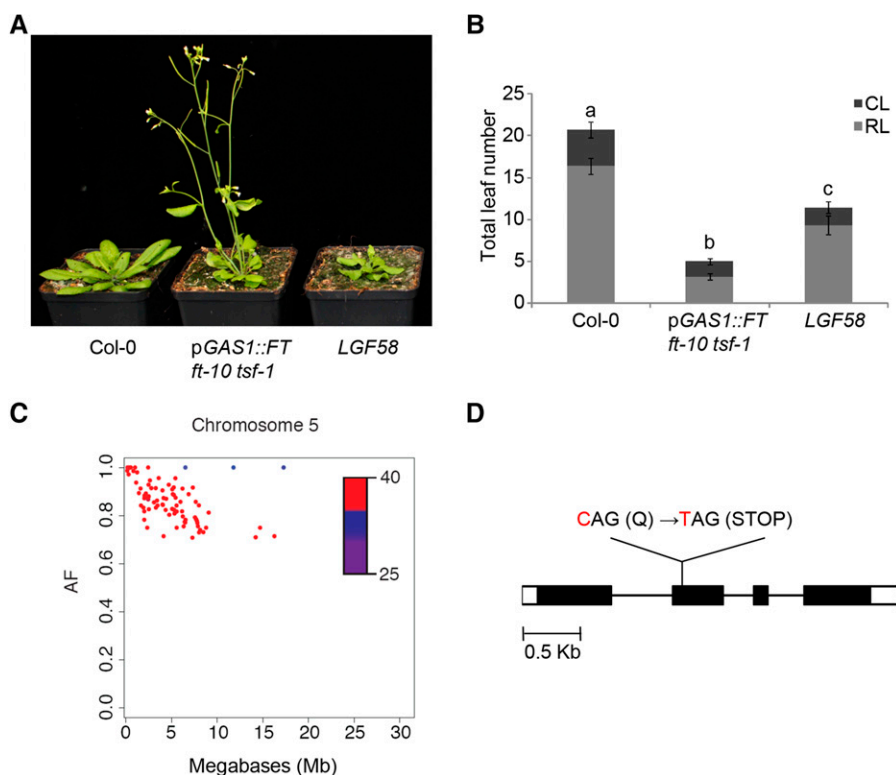 A
Col-0
pGAS1::FT
ft-10 tsf-1
LGF58
B
Total leaf number
25
20
15
10
5
0
a
b
c
CL
RL
Col-0
pGAS1::FT
ft-10 tsf-1
LGF58
C
Chromosome 5
AF
1.0
0.8
0.6
0.4
0.2
0.0
40
25
0 5 10 15 20 25 30
Megabases (Mb)
D
CAG (Q) →TAG (STOP)
0.5 Kb